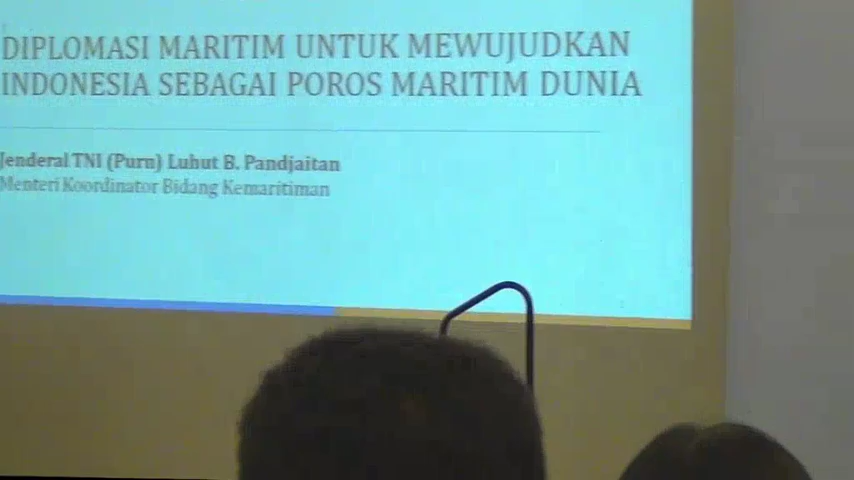 DIPLOMASI MARITIM UNTUK MEWUJUDKAN
INDONESIA SEBAGAI POROS MARITIM DUNIA
Jenderal TNI (Purn) Luhut B. Pandjaitan
Menteri Koordinator Bidang Kemaritiman